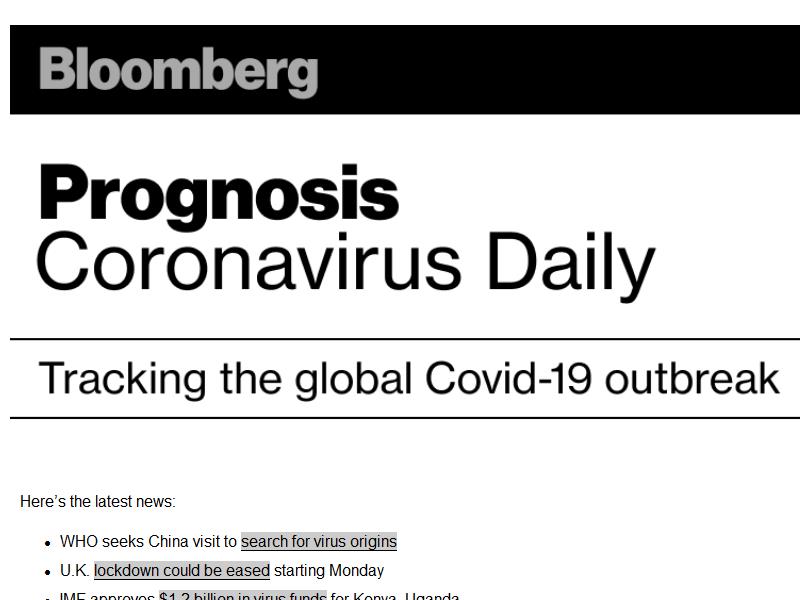 Bloomberg
Prognosis
Coronavirus Daily
Tracking the global Covid-19 outbreak
Here's the latest news:
• WHO seeks China visit to search for virus origins
• U.K. lockdown could be eased starting Monday
• IMF approves $1.2 billion in virus funds for Kenya, Uganda